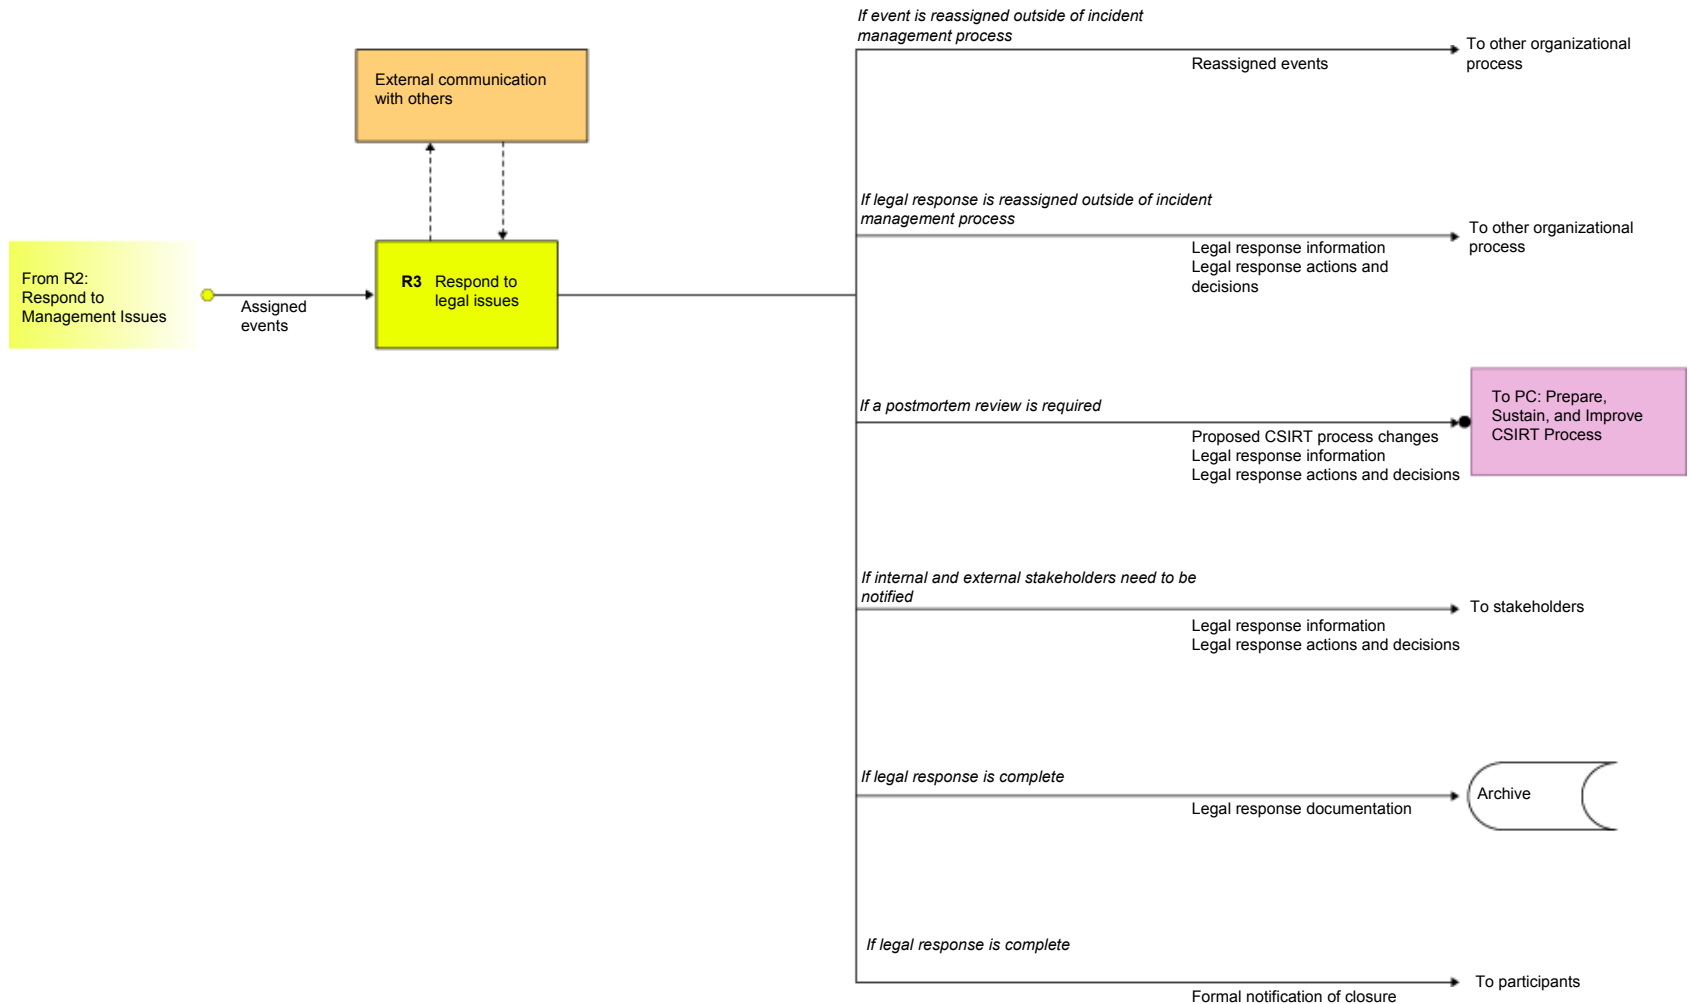 If event is reassigned outside of incident
management process
To other organizational
process
Reassigned events
External communication
with others
If legal response is reassigned outside of incident
management process
To other organizational
process
Legal response information
Legal response actions and
decisions
From R2:
Respond to
Management Issues
Assigned
events
R3 Respond to
legal issues
If a postmortem review is required
To PC: Prepare,
Sustain, and Improve
CSIRT Process
Proposed CSIRT process changes
Legal response information
Legal response actions and decisions
If internal and external stakeholders need to be
notified
To stakeholders
Legal response information
Legal response actions and decisions
If legal response is complete
Archive
Legal response documentation
If legal response is complete
To participants
Formal notification of closure